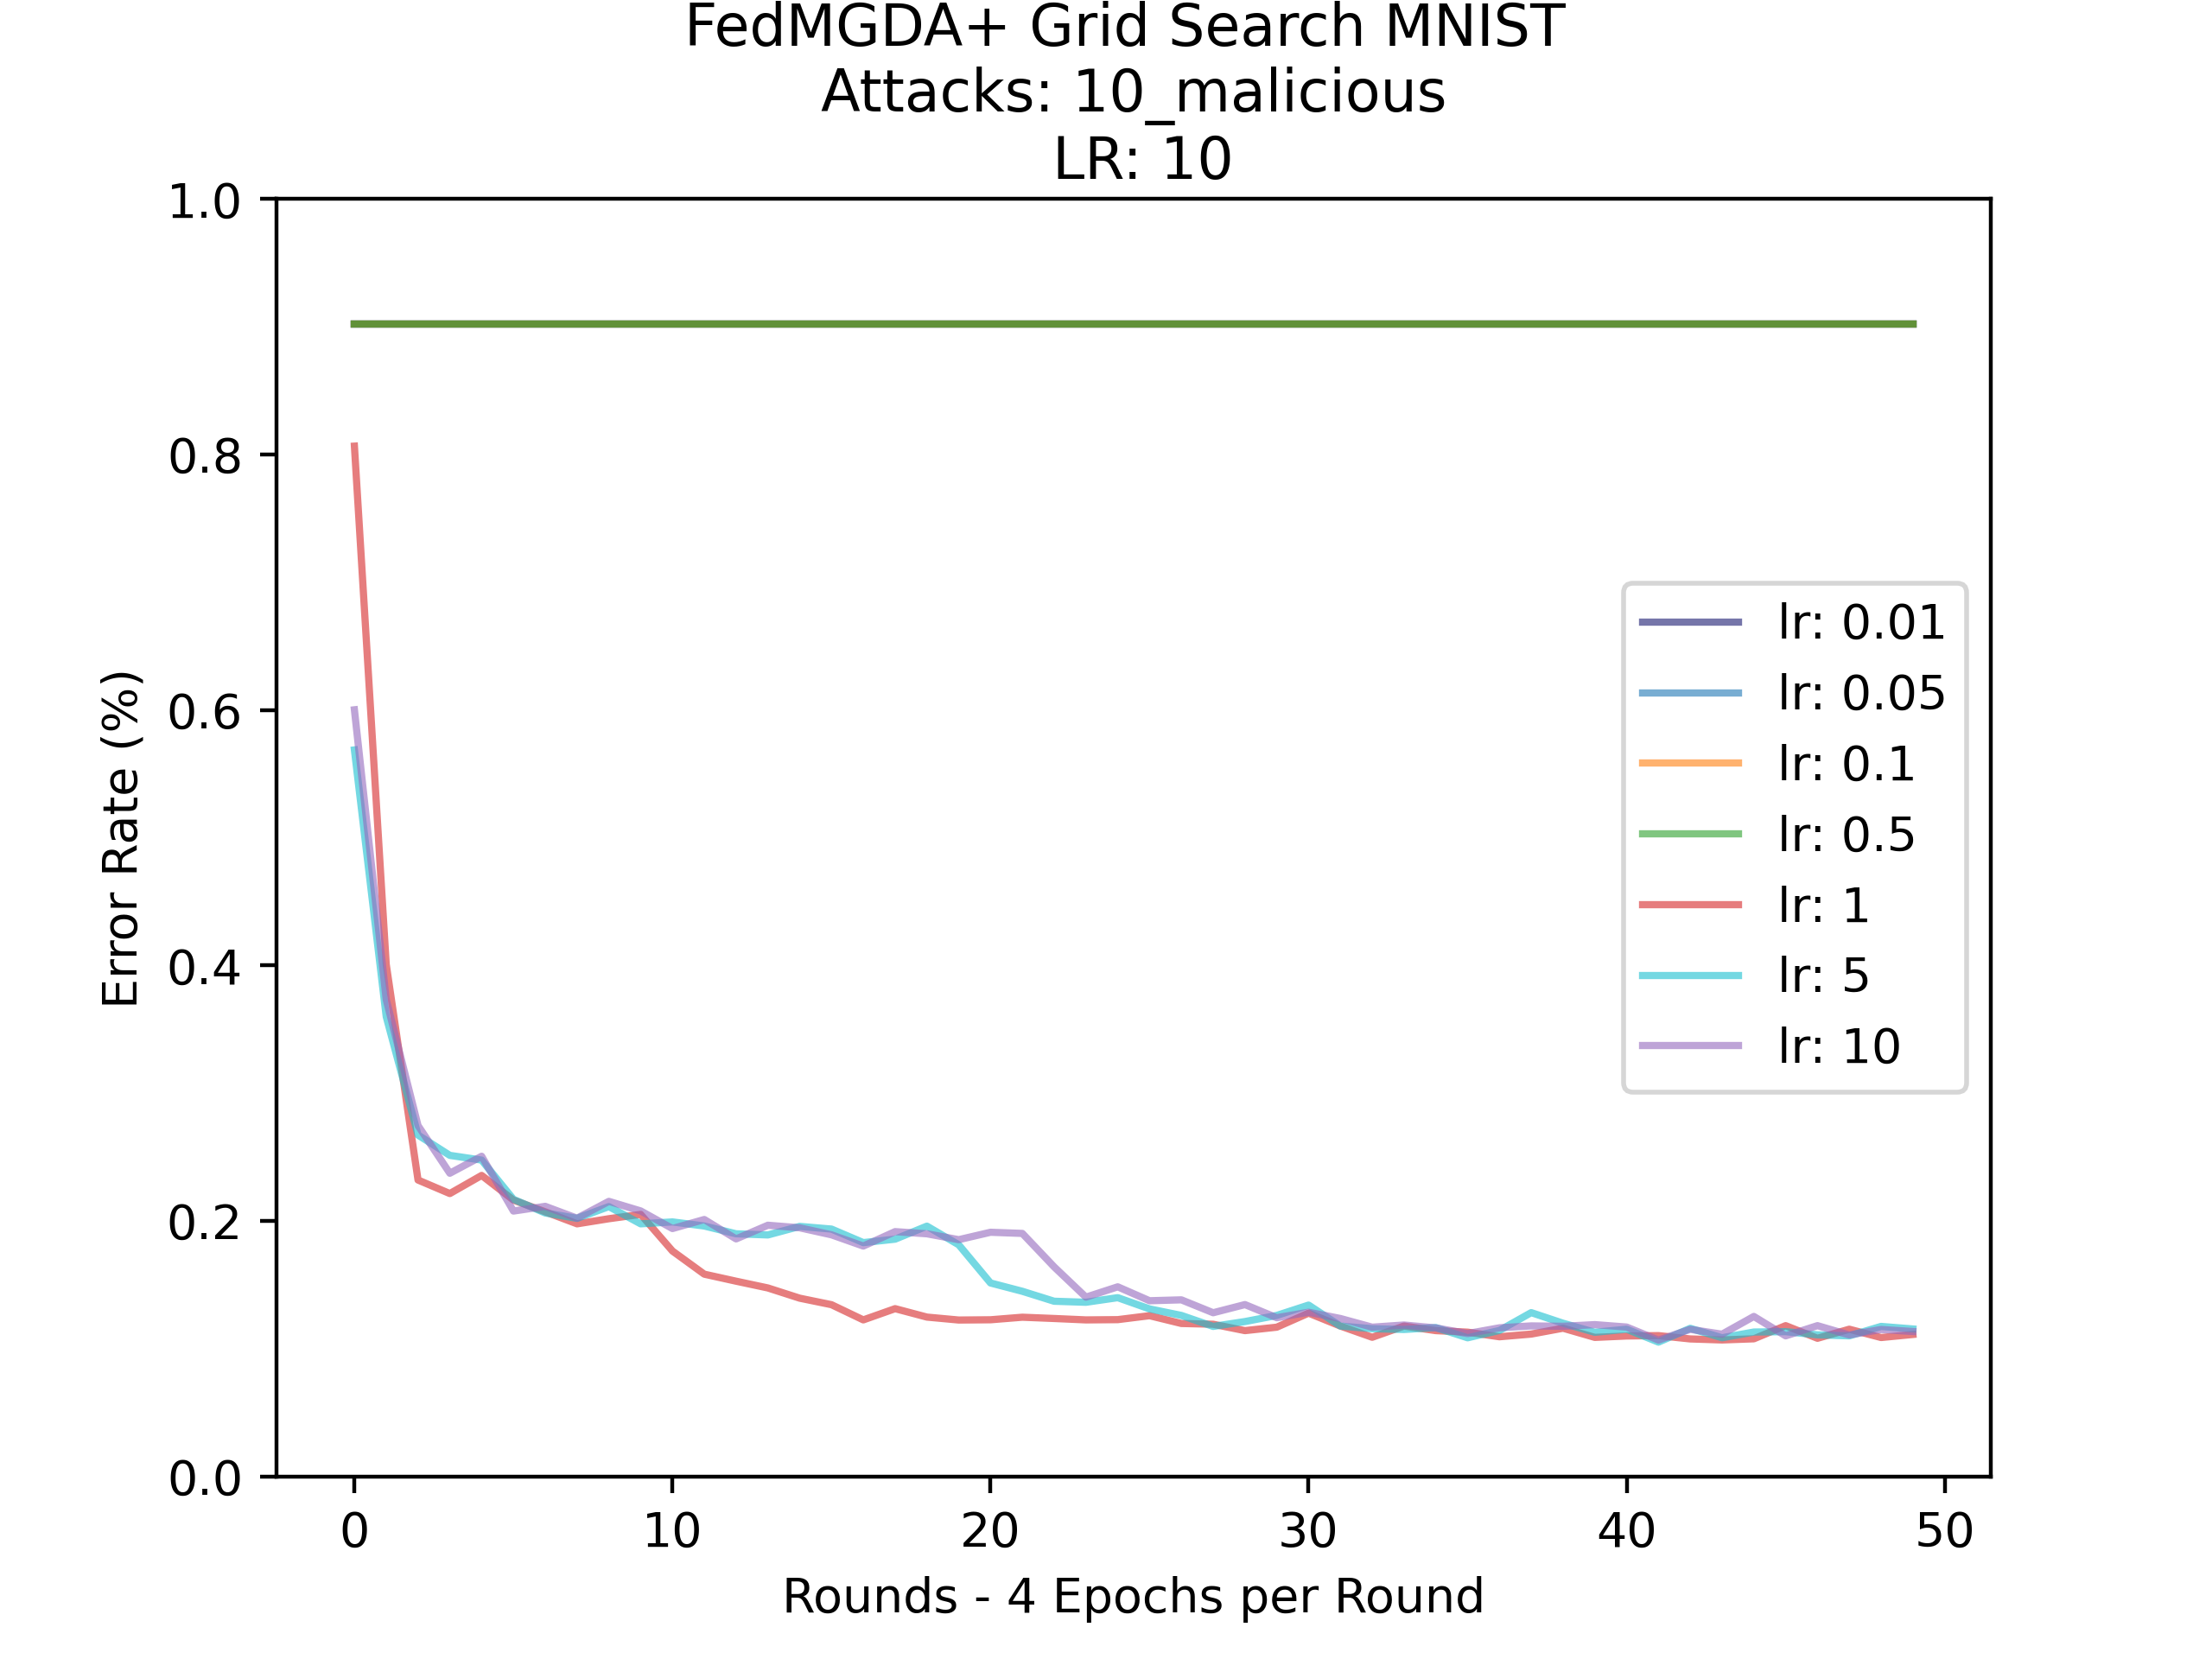 FedMGDA+ Grid Search MNIST
Attacks: 10_malicious
LR: 10
1.0
0.8
0.6
0.4
0.2
0.0
Error Rate (%)
lr: 0.01
lr: 0.05
lr: 0.1
lr: 0.5
lr: 1
lr: 5
lr: 10
0 10 20 30 40 50
Rounds - 4 Epochs per Round